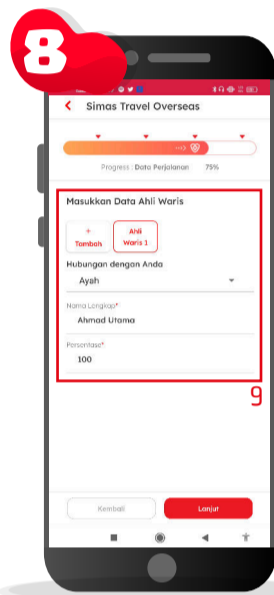 8
Simas Travel Overseas
Progress : Data Perjalanan 75%
Masukkan Data Ahli Waris
+
Tambah
Ahli
Waris 1
Hubungan dengan Anda
Ayah
Nama Lengkap*
Ahmad Utama
Persentase*
100
9
Kembali
Lanjut